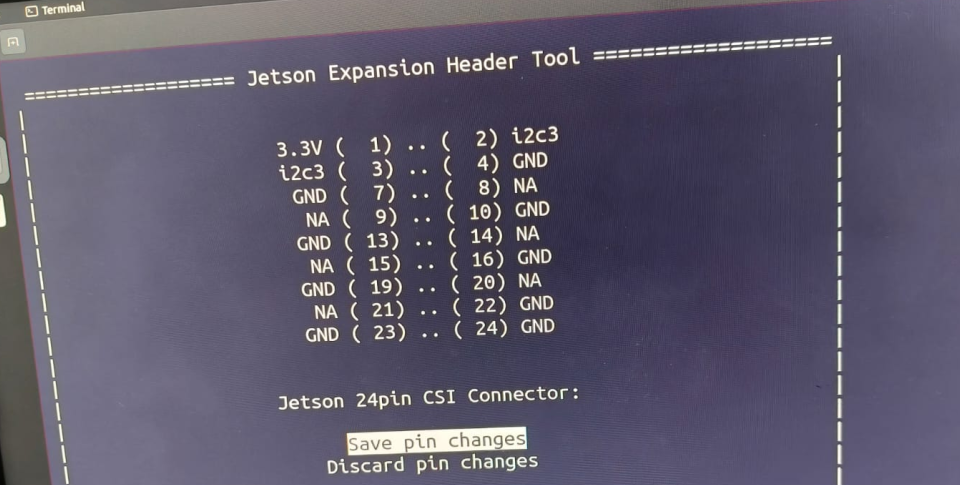 Terminal
=================== Jetson Expansion Header Tool ===================
3.3V (  1) .. (  2) i2c3
i2c3 (  3) .. (  4) GND
GND (  7) .. (  8) NA
NA (  9) .. ( 10) GND
GND ( 13) .. ( 14) NA
NA ( 15) .. ( 16) GND
GND ( 19) .. ( 20) NA
NA ( 21) .. ( 22) GND
GND ( 23) .. ( 24) GND
Jetson 24pin CSI Connector:
Save pin changes
Discard pin changes